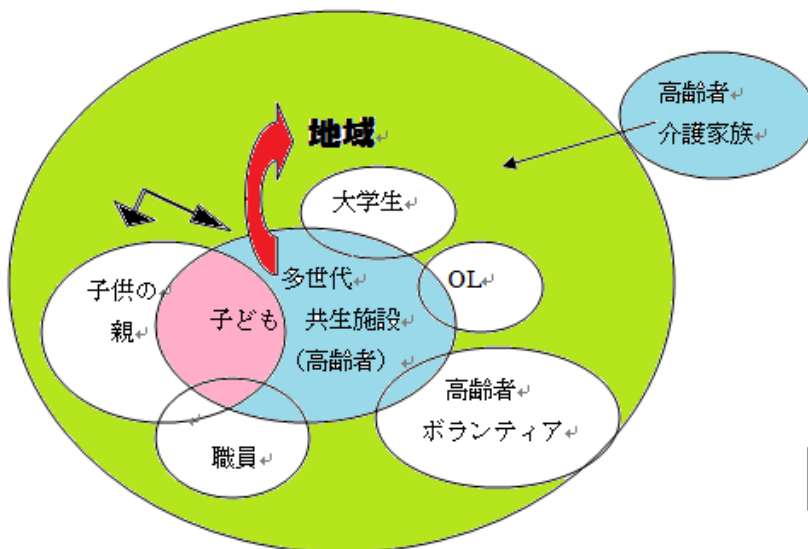 高齢者
介護家族
地域
大学生
多世代
共生施設
(高齢者)
OL
子供の
親
子ども
高齢者
ボランティア
職員